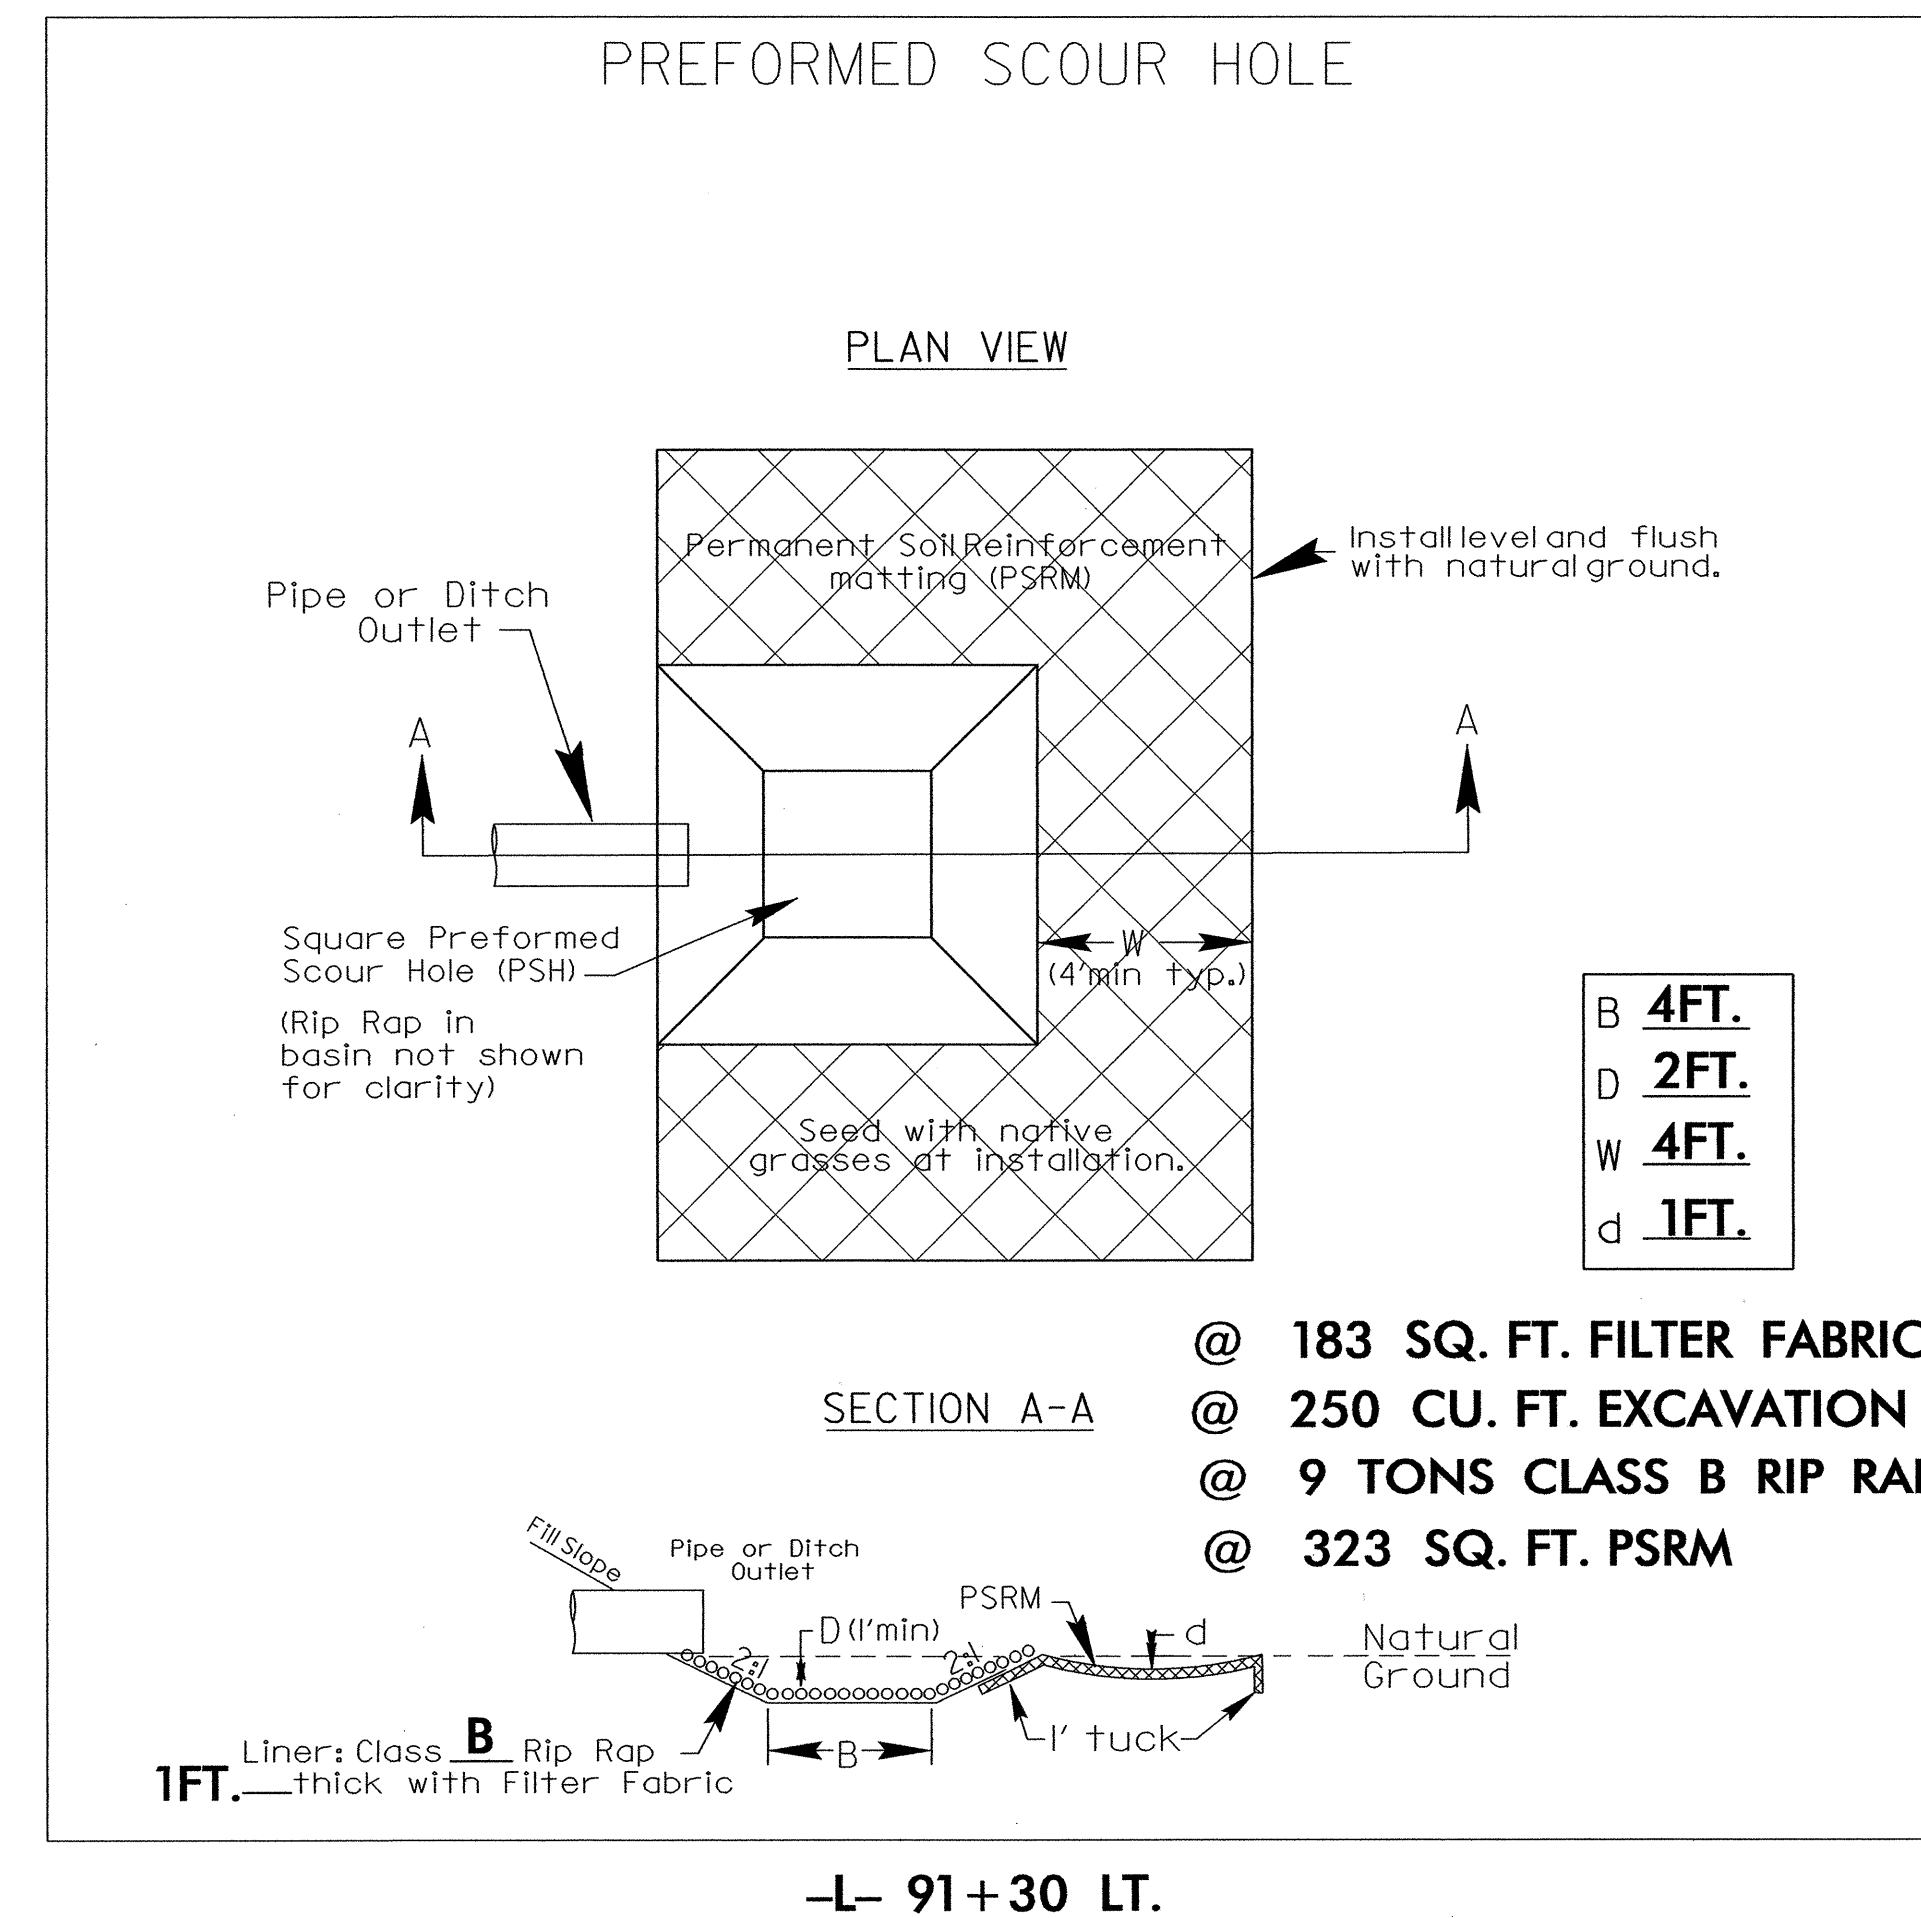 PREFORMED SCOUR HOLE
PLAN VIEW
Permanent Soil Reinforcement
matting (PSRM)
Install level and flush
with natural ground.
Pipe or Ditch
Outlet
A
A
Square Preformed
Scour Hole (PSH)
(Rip Rap in
basin not shown
for clarity)
W
(4'min typ.)
Seed with native
grasses at installation.
B 4FT.
D 2FT.
W 4FT.
d 1FT.
@ 183 SQ. FT. FILTER FABRIC
@ 250 CU. FT. EXCAVATION
@ 9 TONS CLASS B RIP
@ 323 SQ. FT. PSRM
SECTION A-A
Fill Slope
Pipe or Ditch
Outlet
PSRM
D (1'min)
d
2:1
2:1
Natural
Ground
1' tuck
B
Liner: Class B Rip Rap
1FT. thick with Filter Fabric
-L- 91+30 LT.